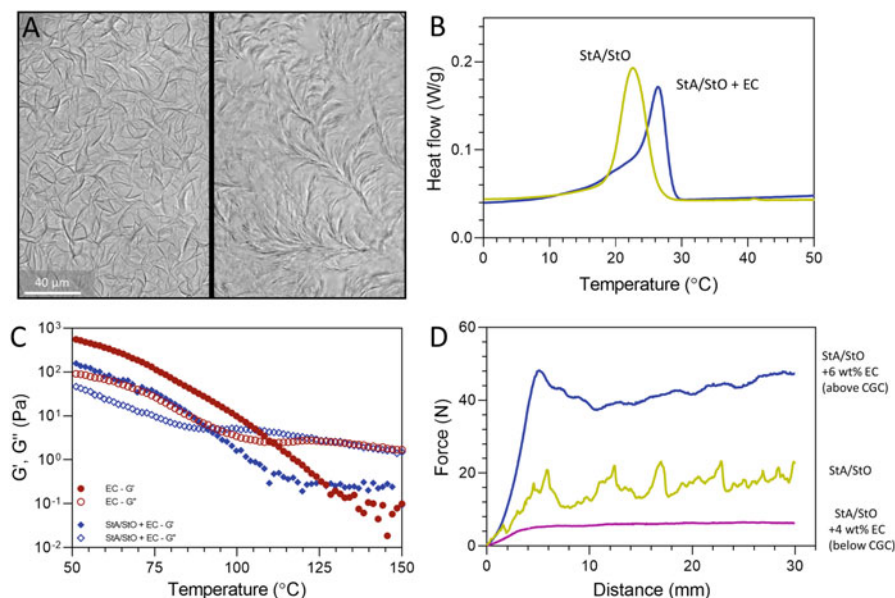 A
40 µm
B
Heat flow (W/g)
0.2
0.1
0.0
StA/StO
StA/StO + EC
0 10 20 30 40 50
Temperature (°C)
C
G', G" (Pa)
10³
10²
10¹
10⁰
10⁻¹
10⁻²
EC - G'
EC - G"
StA/StO + EC - G'
StA/StO + EC - G"
50 75 100 125 150
Temperature (°C)
D
Force (N)
60
40
20
0
StA/StO
+6 wt% EC
(above CGC)
StA/StO
StA/StO
+4 wt% EC
(below CGC)
0 10 20 30
Distance (mm)